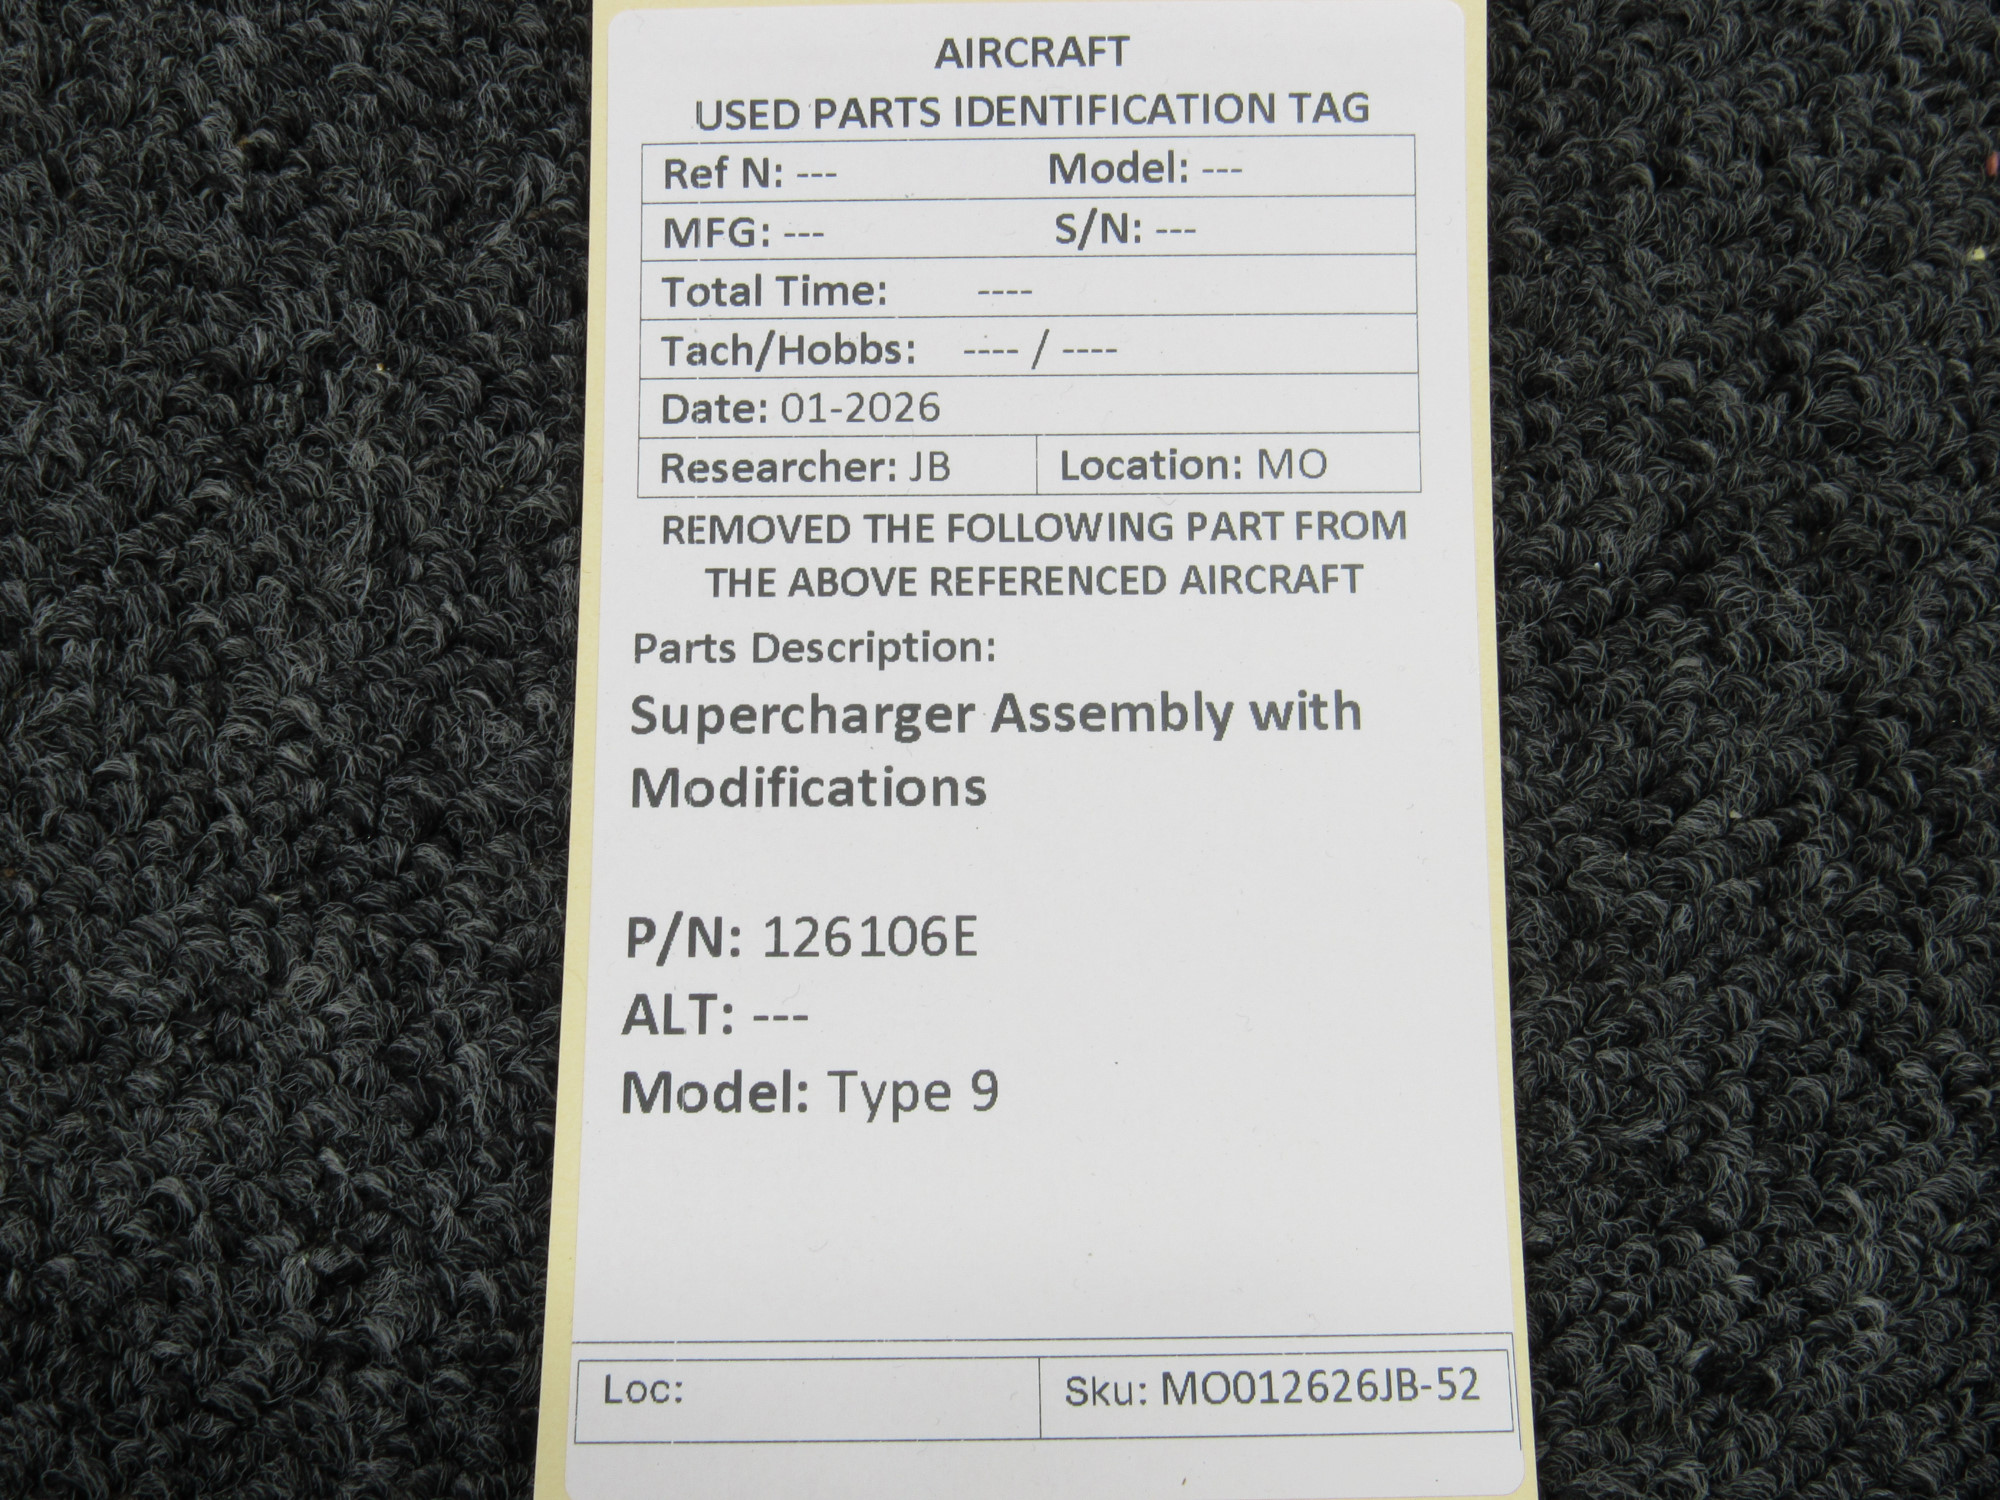 AIRCRAFT
USED PARTS IDENTIFICATION TAG
Ref N: --- Model: ---
MFG: --- S/N: ---
Total Time: ----
Tach/Hobbs: ---- / ----
Date: 01-2026
Researcher: JB Location: MO
REMOVED THE FOLLOWING PART FROM
THE ABOVE REFERENCED AIRCRAFT
Parts Description:
Supercharger Assembly with
Modifications
P/N: 126106E
ALT: ---
Model: Type 9
Loc: Sku: MO012626JB-52